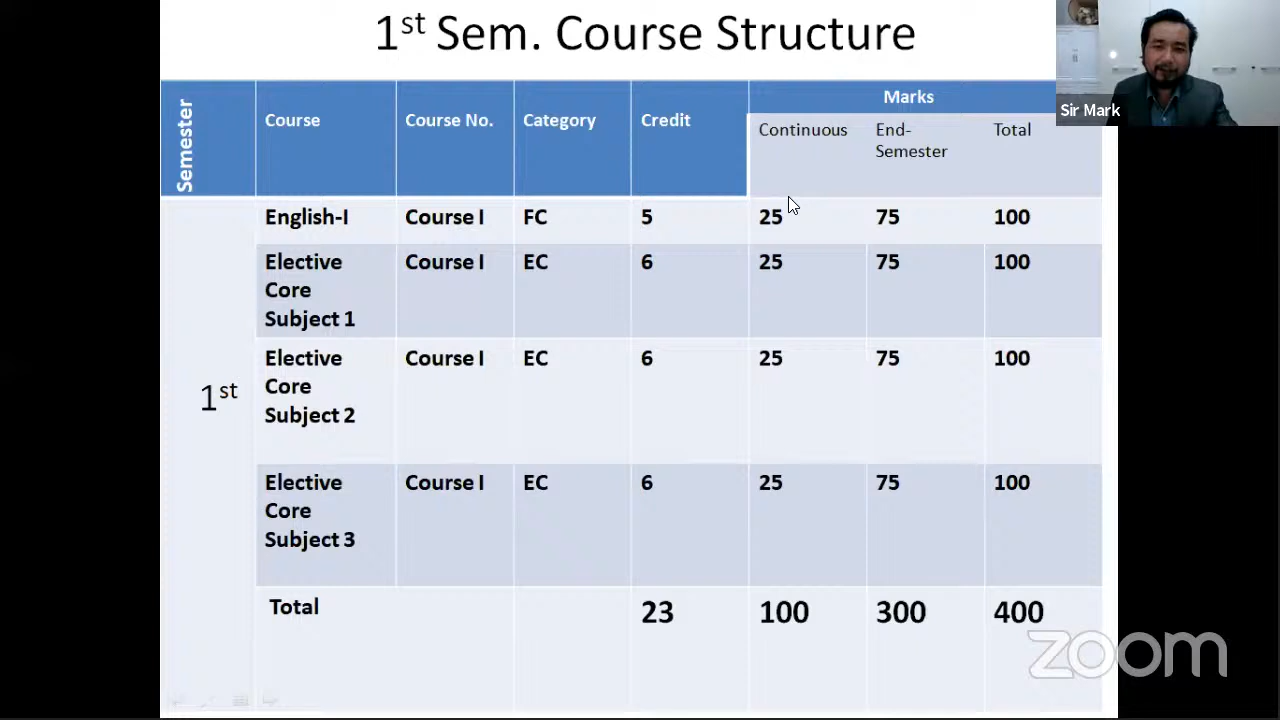 1st Sem. Course Structure
Semester
Course
Course No.
Category
Credit
Marks
Continuous
End-
Semester
Total
1st
English-I
Course I
FC
5
25
75
100
Elective
Core
Subject 1
Course I
EC
6
25
75
100
Elective
Core
Subject 2
Course I
EC
6
25
75
100
Elective
Core
Subject 3
Course I
EC
6
25
75
100
Total
23
100
300
400
Sir Mark
zoom